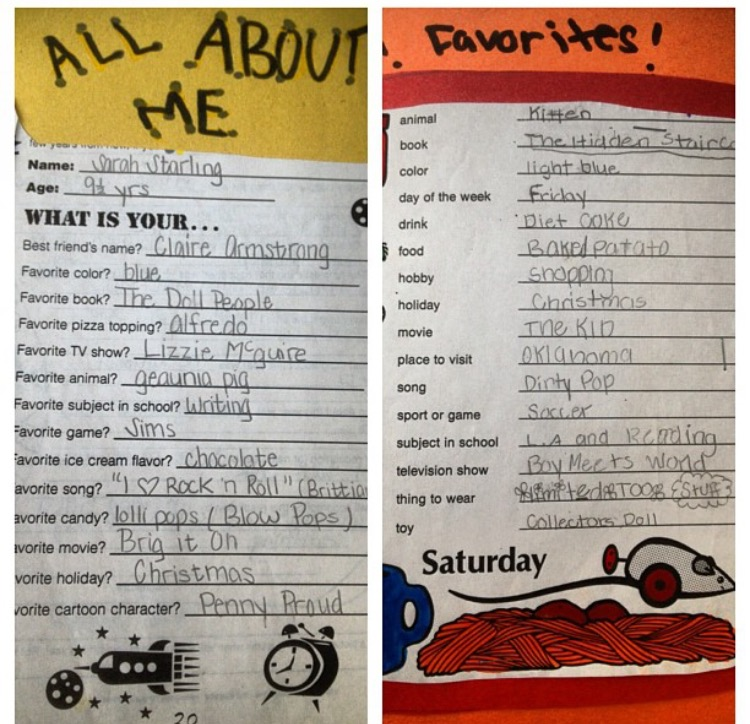 ALL ABOUT
ME
few years from now,
Name: Sarah Starling
Age: 9½ yrs
WHAT IS YOUR...
Best friend's name? Claire Armstrong
Favorite color? blue
Favorite book? The Doll People
Favorite pizza topping? alfredo
Favorite TV show? Lizzie McGuire
Favorite animal? geaunia pig
Favorite subject in school? Writing
Favorite game? Sims
Favorite ice cream flavor? chocolate
avorite song? "I ♡ Rock 'n Roll" (Brittia
avorite candy? lolli pops (Blow Pops)
avorite movie? Brig it On
vorite holiday? Christmas
vorite cartoon character? Penny Proud
20
. Favorites!
animal Kitten
book The Hidden Stairc
color light blue
day of the week Friday
drink Diet Coke
food Baked Patato
hobby shopping
holiday Christmas
movie The Kid
place to visit Oklahoma
song Dirty Pop
sport or game Soccer
subject in school L.A and Reading
television show Boy Meets World
thing to wear Limited TOO Stuff
toy Collectors Doll
Saturday